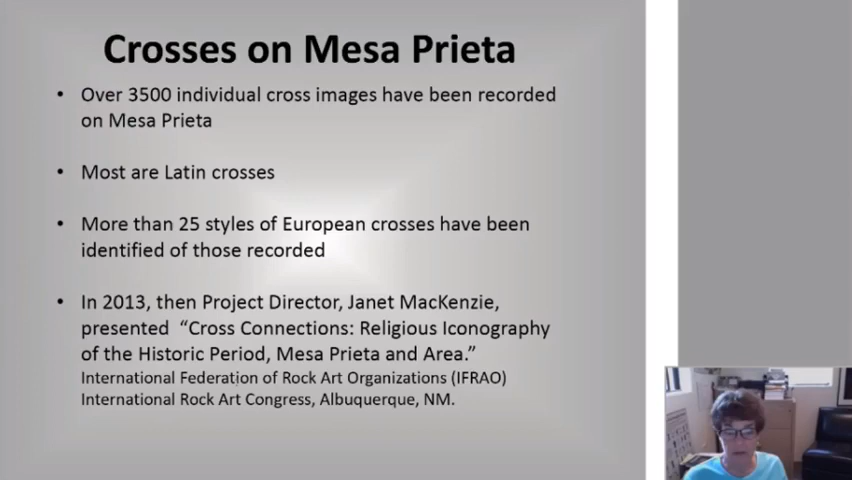 Crosses on Mesa Prieta
• Over 3500 individual cross images have been recorded
on Mesa Prieta
• Most are Latin crosses
• More than 25 styles of European crosses have been
identified of those recorded
• In 2013, then Project Director, Janet MacKenzie,
presented “Cross Connections: Religious Iconography
of the Historic Period, Mesa Prieta and Area.”
International Federation of Rock Art Organizations (IFRAO)
International Rock Art Congress, Albuquerque, NM.